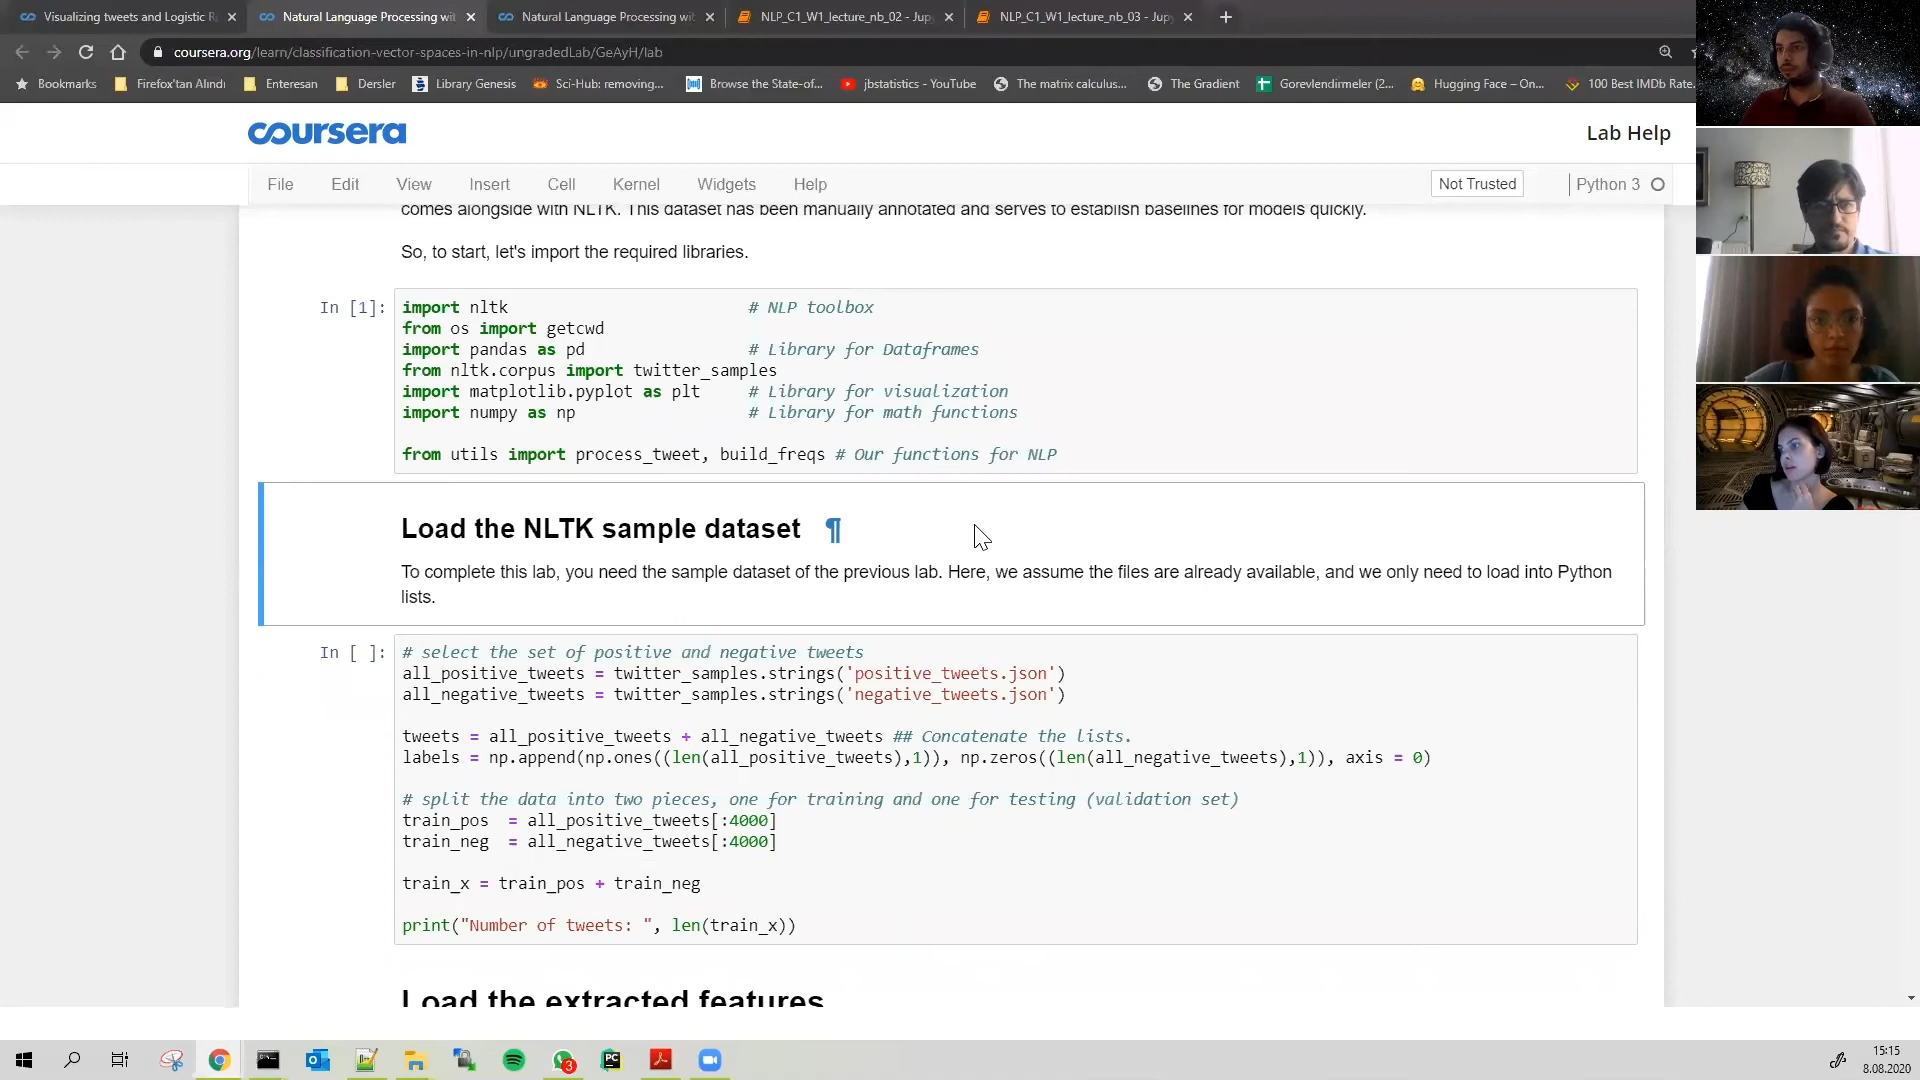 Visualizing tweets and Logistic R
Natural Language Processing wit
Natural Language Processing wit
NLP_C1_W1_lecture_nb_02 - Jup
NLP_C1_W1_lecture_nb_03 - Jup
coursera.org/learn/classification-vector-spaces-in-nlp/ungradedLab/GeAyH/lab
Bookmarks
Firefox'tan Alındı
Enteresan
Dersler
Library Genesis
Sci-Hub: removing...
Browse the State-of...
jbstatistics - YouTube
The matrix calculus...
The Gradient
Gorevlendirmeler (2...
Hugging Face – On...
100 Best IMDb Rate.
coursera
Lab Help
File
Edit
View
Insert
Cell
Kernel
Widgets
Help
Not Trusted
Python 3
comes alongside with NLTK. This dataset has been manually annotated and serves to establish baselines for models quickly.
So, to start, let's import the required libraries.
In [1]:
import nltk # NLP toolbox
from os import getcwd
import pandas as pd # Library for Dataframes
from nltk.corpus import twitter_samples
import matplotlib.pyplot as plt # Library for visualization
import numpy as np # Library for math functions
from utils import process_tweet, build_freqs # Our functions for NLP
Load the NLTK sample dataset ¶
To complete this lab, you need the sample dataset of the previous lab. Here, we assume the files are already available, and we only need to load into Python
lists.
In [ ]:
# select the set of positive and negative tweets
all_positive_tweets = twitter_samples.strings('positive_tweets.json')
all_negative_tweets = twitter_samples.strings('negative_tweets.json')
tweets = all_positive_tweets + all_negative_tweets ## Concatenate the lists.
labels = np.append(np.ones((len(all_positive_tweets),1)), np.zeros((len(all_negative_tweets),1)), axis = 0)
# split the data into two pieces, one for training and one for testing (validation set)
train_pos = all_positive_tweets[:4000]
train_neg = all_negative_tweets[:4000]
train_x = train_pos + train_neg
print("Number of tweets: ", len(train_x))
Load the extracted features
3
PC
15:15
8.08.2020